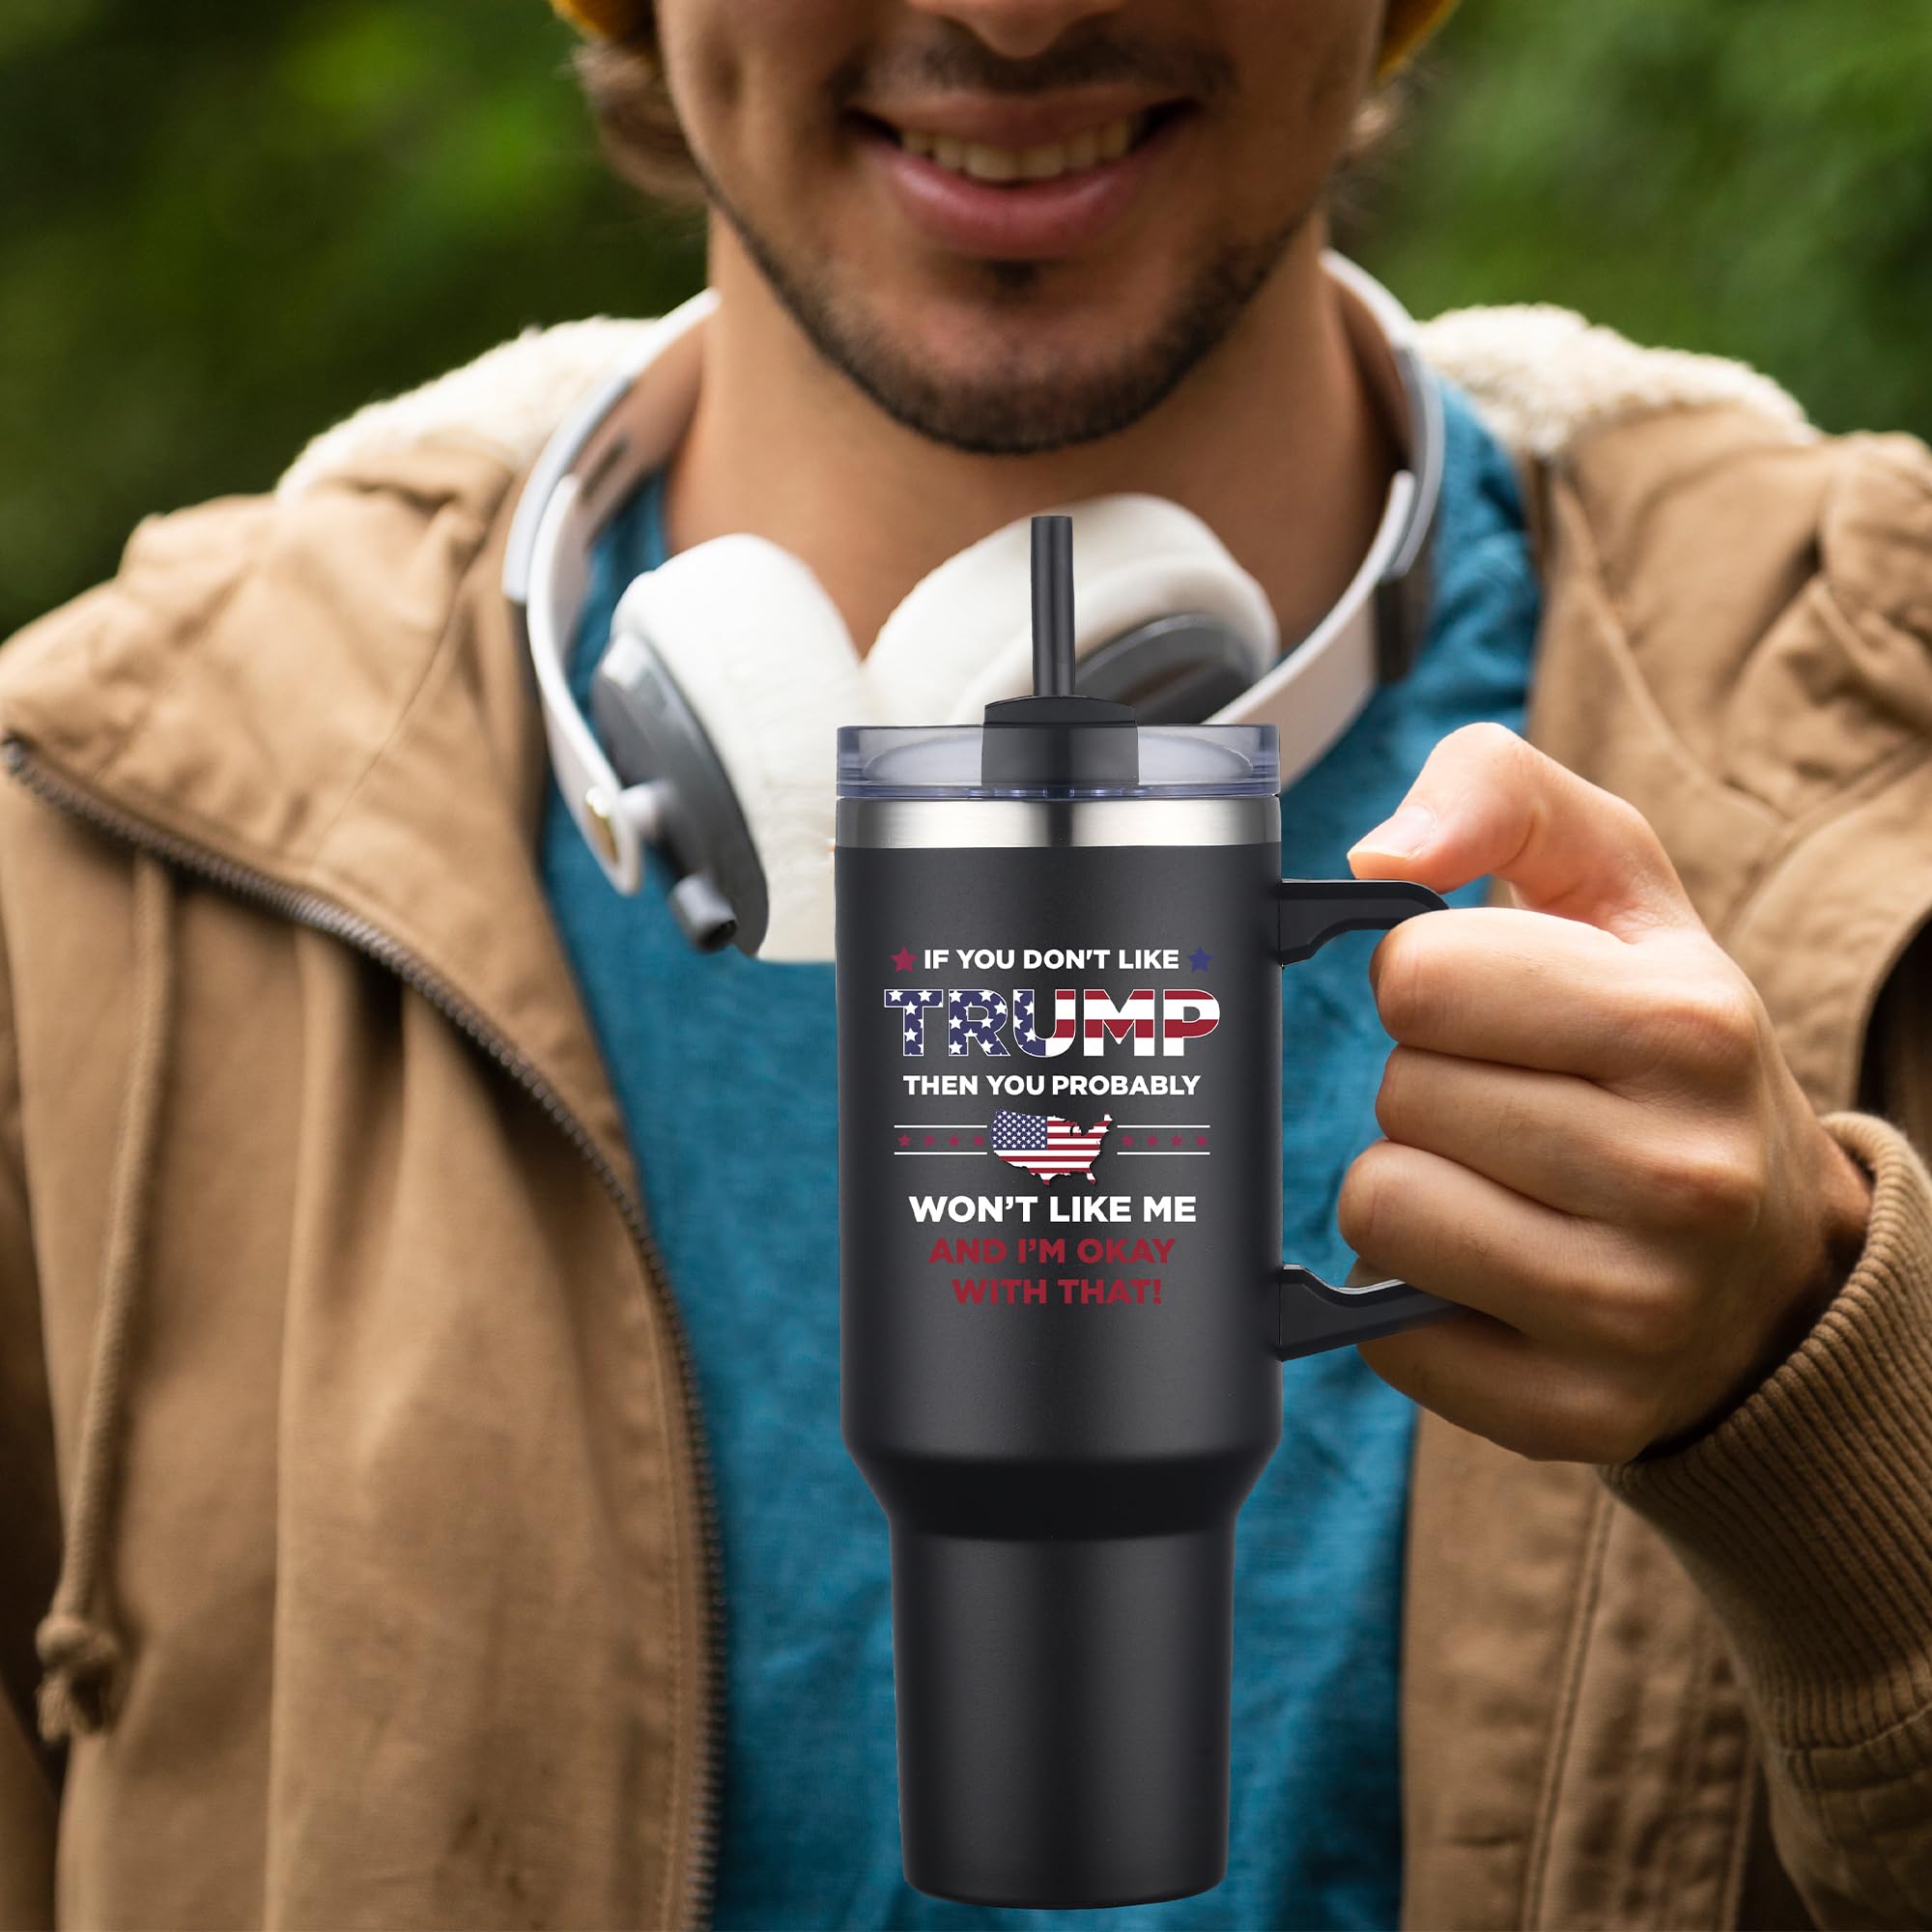 IF YOU DON'T LIKE
TRUMP
THEN YOU PROBABLY
WON'T LIKE ME
AND I'M OKAY
WITH THAT!